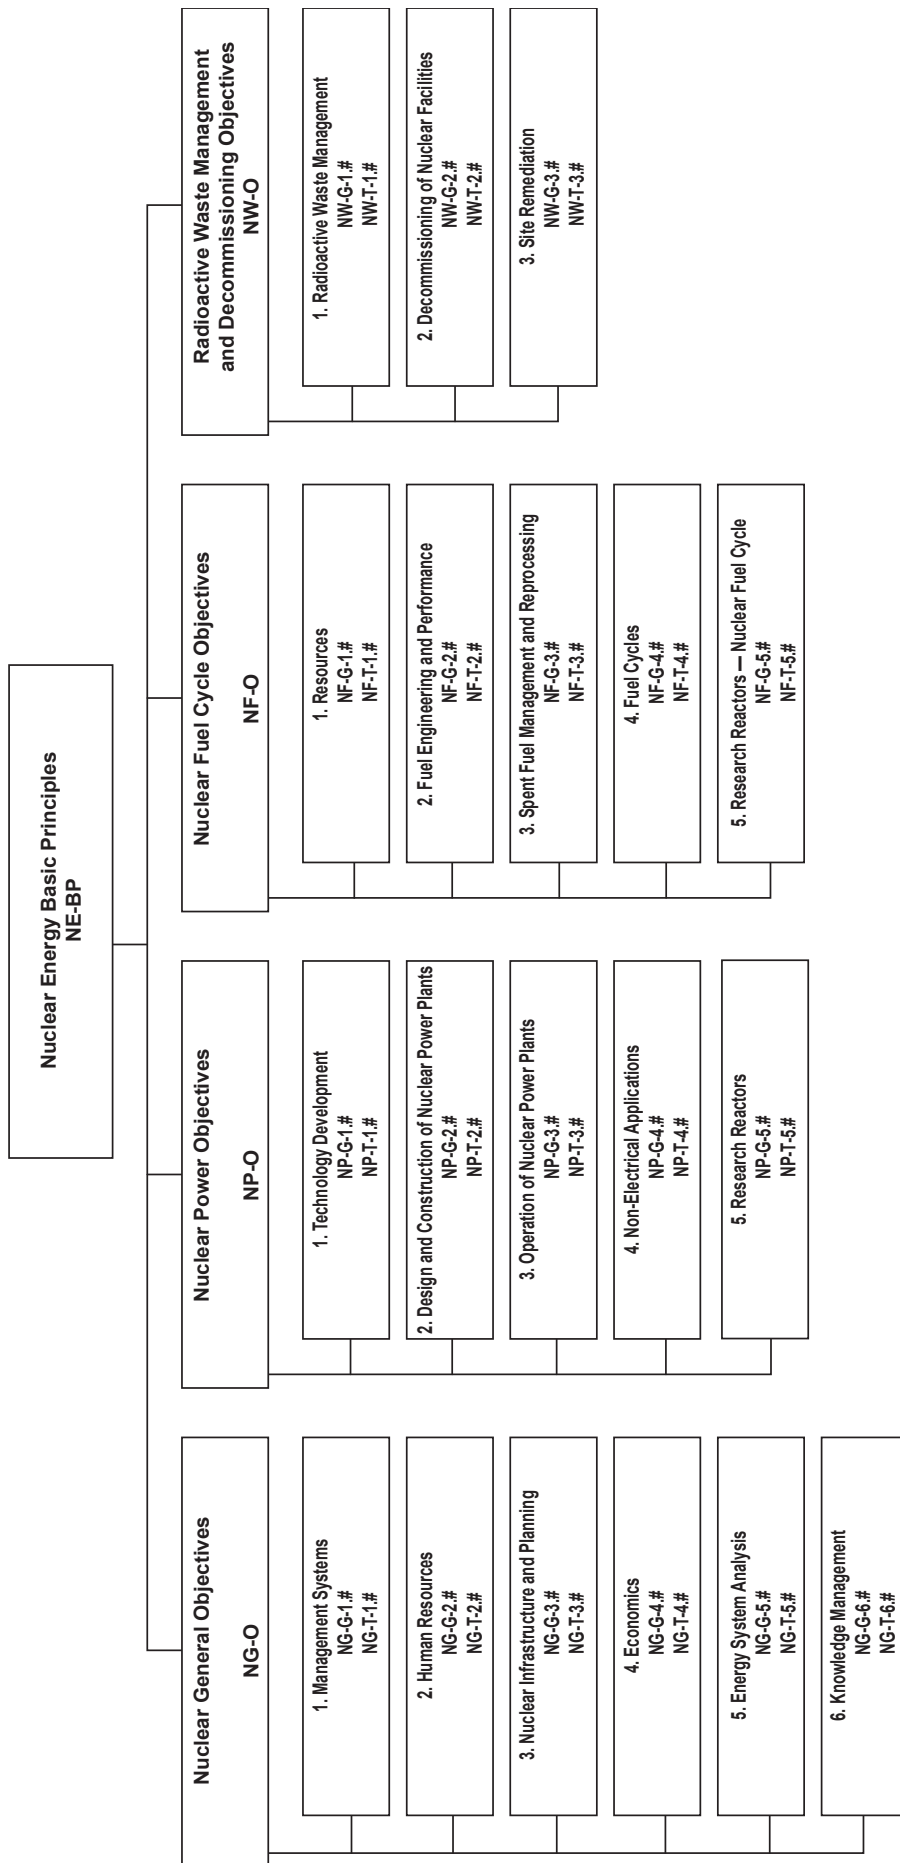 Nuclear Energy Basic Principles
NE-BP
Nuclear General Objectives
NG-O
1. Management Systems
NG-G-1.#
NG-T-1.#
2. Human Resources
NG-G-2.#
NG-T-2.#
3. Nuclear Infrastructure and Planning
NG-G-3.#
NG-T-3.#
4. Economics
NG-G-4.#
NG-T-4.#
5. Energy System Analysis
NG-G-5.#
NG-T-5.#
6. Knowledge Management
NG-G-6.#
NG-T-6.#
Nuclear Power Objectives
NP-O
1. Technology Development
NP-G-1.#
NP-T-1.#
2. Design and Construction of Nuclear Power Plants
NP-G-2.#
NP-T-2.#
3. Operation of Nuclear Power Plants
NP-G-3.#
NP-T-3.#
4. Non-Electrical Applications
NP-G-4.#
NP-T-4.#
5. Research Reactors
NP-G-5.#
NP-T-5.#
Nuclear Fuel Cycle Objectives
NF-O
1. Resources
NF-G-1.#
NF-T-1.#
2. Fuel Engineering and Performance
NF-G-2.#
NF-T-2.#
3. Spent Fuel Management and Reprocessing
NF-G-3.#
NF-T-3.#
4. Fuel Cycles
NF-G-4.#
NF-T-4.#
5. Research Reactors — Nuclear Fuel Cycle
NF-G-5.#
NF-T-5.#
Radioactive Waste Management
and Decommissioning Objectives
NW-O
1. Radioactive Waste Management
NW-G-1.#
NW-T-1.#
2. Decommissioning of Nuclear Facilities
NW-G-2.#
NW-T-2.#
3. Site Remediation
NW-G-3.#
NW-T-3.#